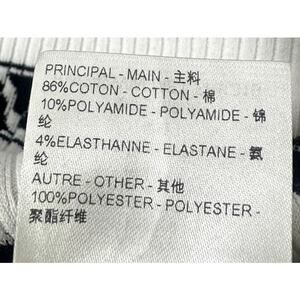 PRINCIPAL - MAIN - 主料
86%COTON - COTTON - 棉
10%POLYAMIDE - POLYAMIDE - 锦
纶
4%ELASTHANNE - ELASTANE - 氨
纶
AUTRE - OTHER - 其他
100%POLYESTER - POLYESTER -
聚酯纤维